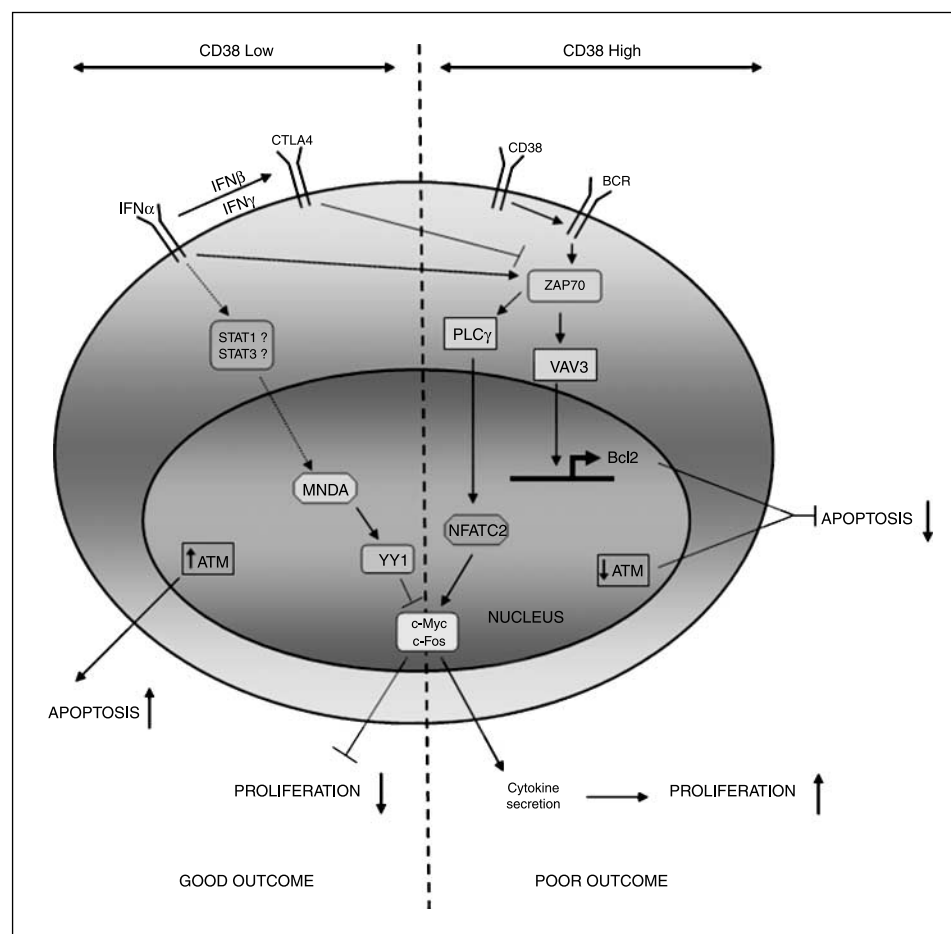 CD38 Low
CD38 High
CTLA4
CD38
BCR
IFNβ
IFNγ
IFNα
ZAP70
STAT1 ?
STAT3 ?
PLCγ
VAV3
Bcl2
MNDA
NFATC2
APOPTOSIS
YY1
ATM
ATM
NUCLEUS
c-Myc
c-Fos
APOPTOSIS
PROLIFERATION
Cytokine
secretion
PROLIFERATION
GOOD OUTCOME
POOR OUTCOME